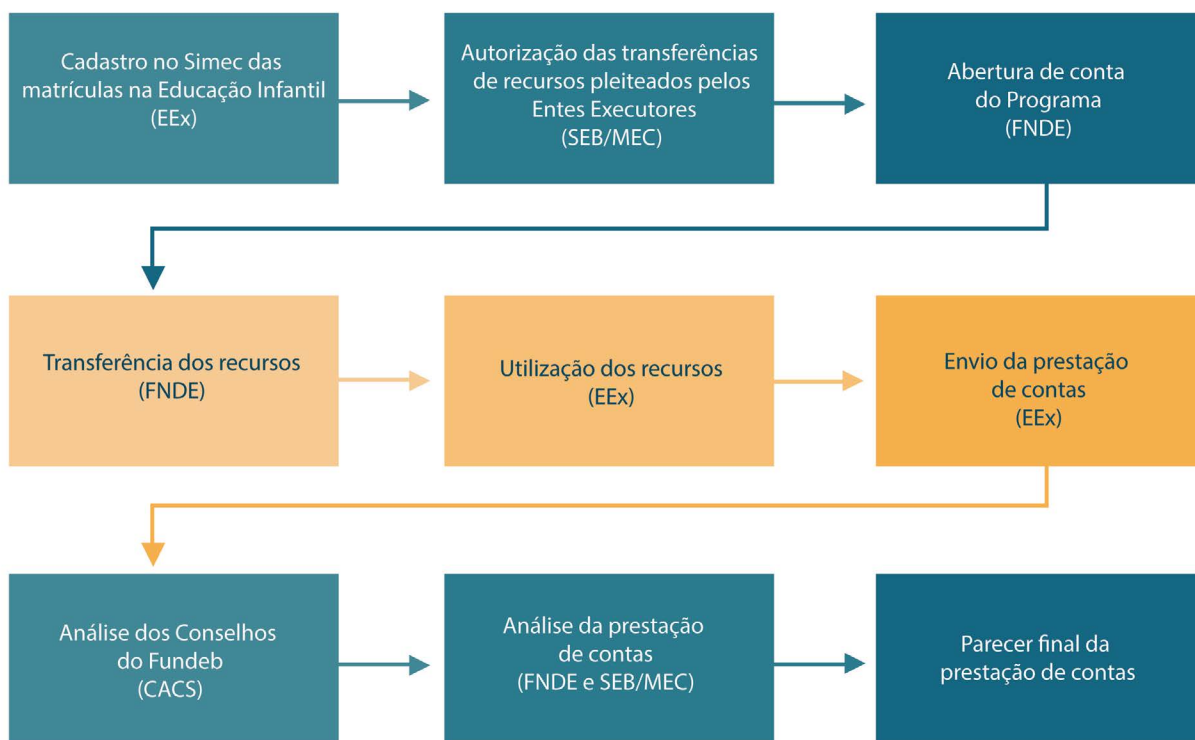 Cadastro no Simec das
matrículas na Educação Infantil
(EEx)
Autorização das transferências
de recursos pleiteados pelos
Entes Executores
(SEB/MEC)
Abertura de conta
do Programa
(FNDE)
Transferência dos recursos
(FNDE)
Utilização dos recursos
(EEx)
Envio da prestação
de contas
(EEx)
Análise dos Conselhos
do Fundeb
(CACS)
Análise da prestação
de contas
(FNDE e SEB/MEC)
Parecer final da
prestação de contas